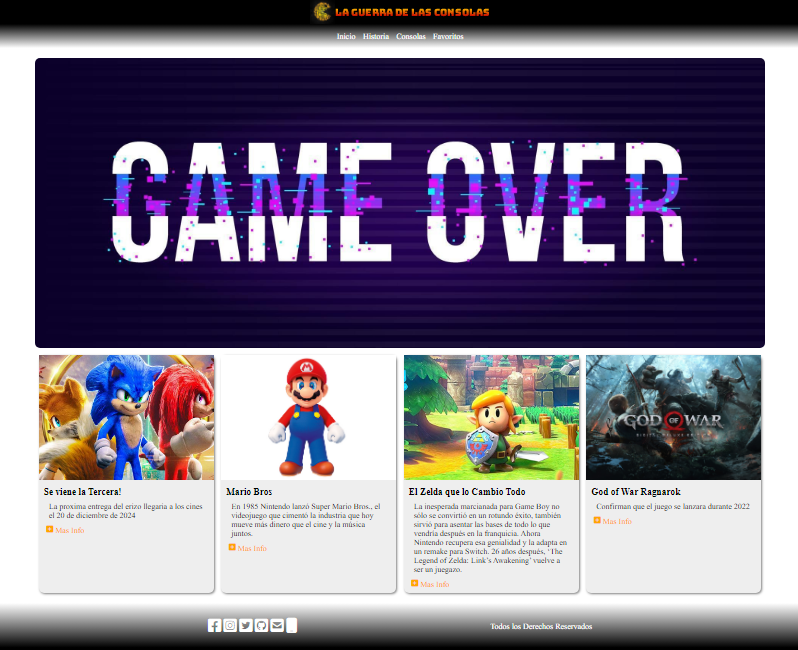 LA GUERRA DE LAS CONSOLAS
Inicio Historia Consolas Favoritos
GAME OVER
Se viene la Tercera!
La proxima entrega del erizo llegaria a los cines
el 20 de diciembre de 2024
Mas Info
Mario Bros
En 1985 Nintendo lanzó Super Mario Bros., el
videojuego que cimentó la industria que hoy
mueve más dinero que el cine y la música
juntos.
Mas Info
El Zelda que lo Cambio Todo
La inesperada marcianada para Game Boy no
sólo se convirtió en un rotundo éxito, también
sirvió para asentar las bases de todo lo que
vendría después en la franquicia. Ahora
Nintendo recupera esa genialidad y la adapta en
un remake para Switch. 26 años después, 'The
Legend of Zelda: Link's Awakening' vuelve a
ser un juegazo.
Mas Info
GOD OF WAR
God of War Ragnarok
Confirman que el juego se lanzara durante 2022
Mas Info
Todos los Derechos Reservados